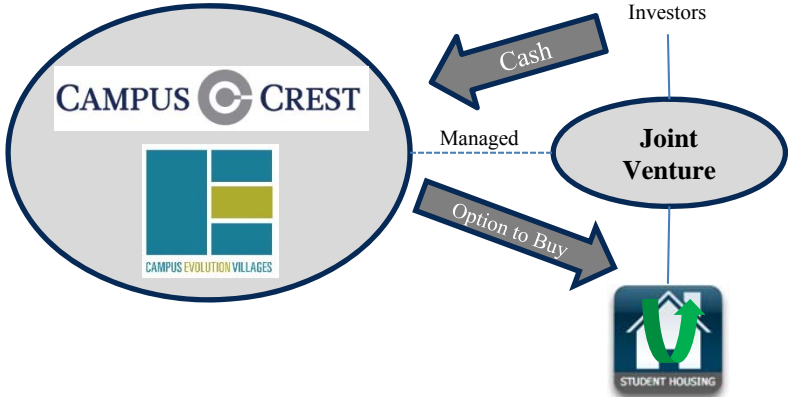 Investors
Cash
CAMPUS CREST
Managed
Joint
Venture
Option to Buy
CAMPUS EVOLUTION VILLAGES
STUDENT HOUSING